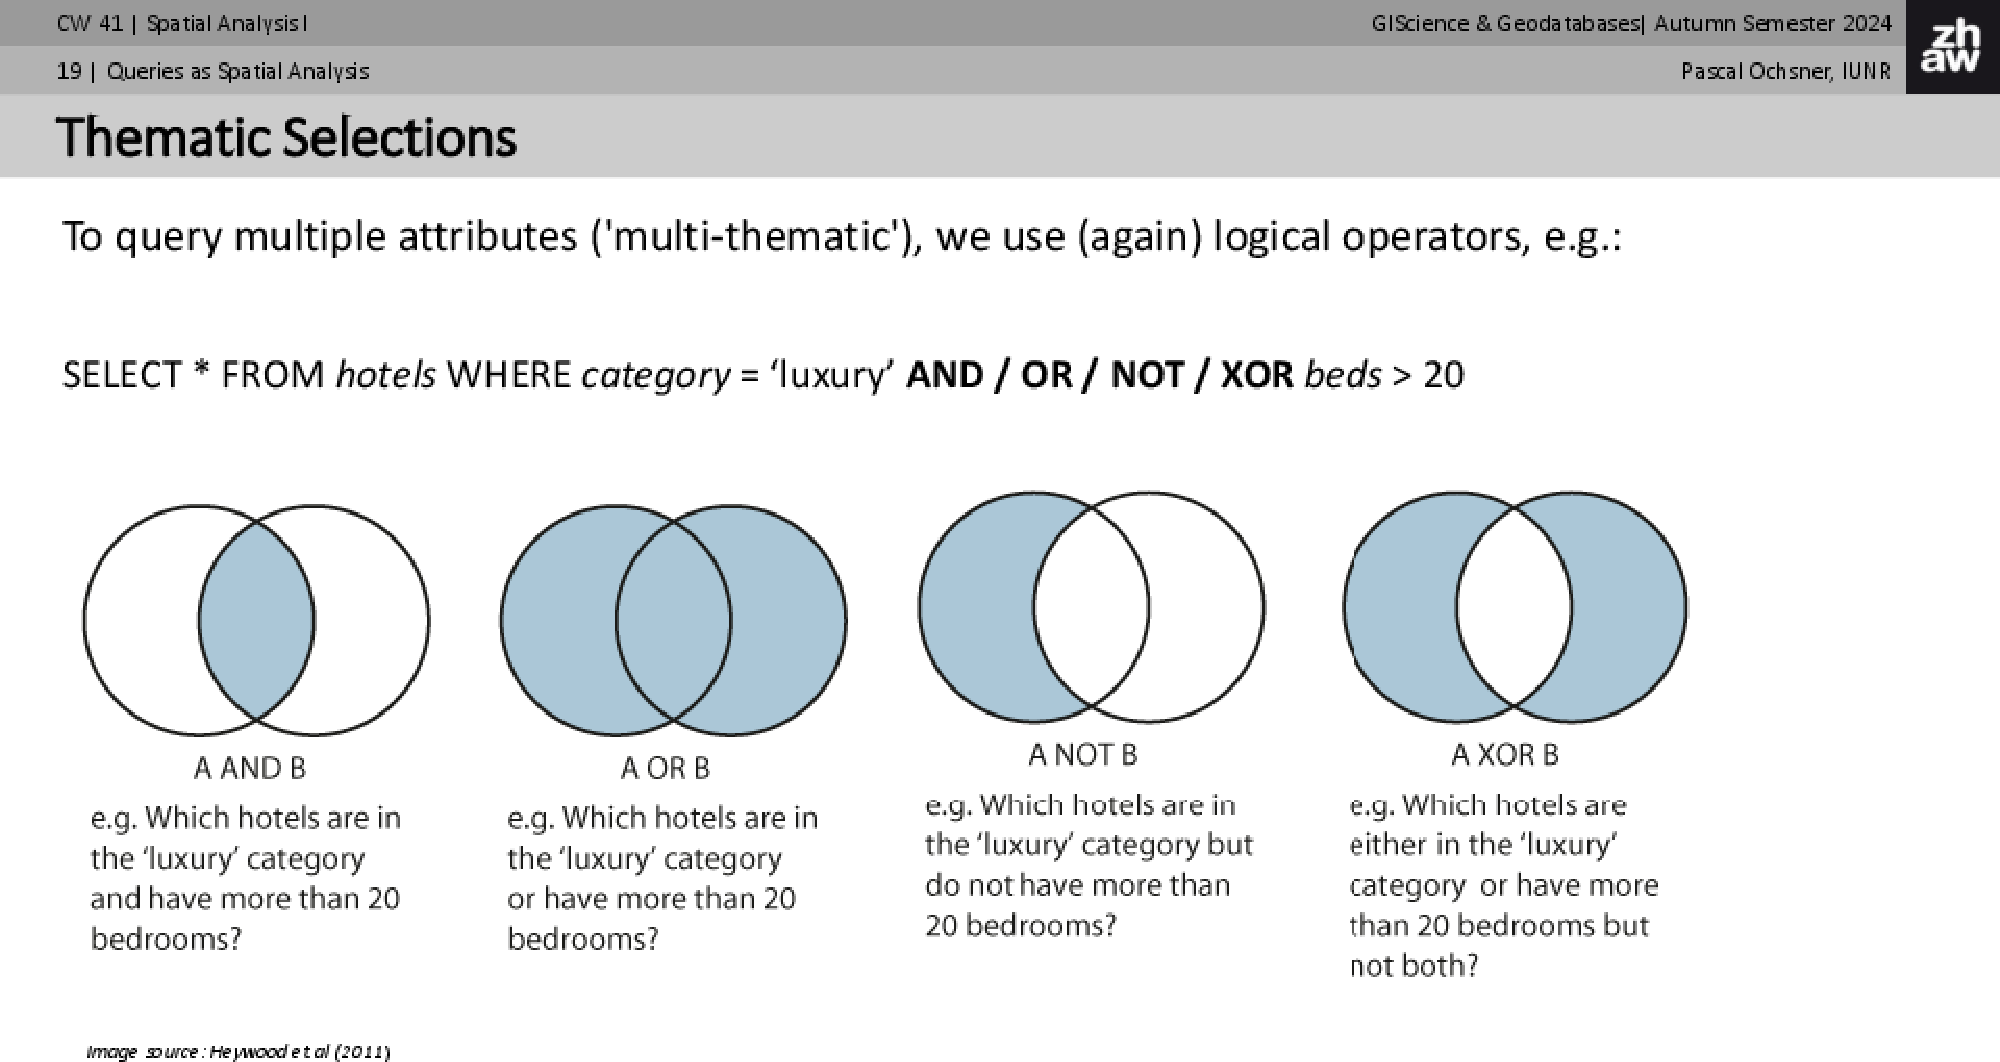 CW 41 | Spatial Analysis I
GIScience & Geodatabases| Autumn Semester 2024
zh
aw
19 | Queries as Spatial Analysis
Pascal Ochsner, IUNR
Thematic Selections
To query multiple attributes ('multi-thematic'), we use (again) logical operators, e.g.:
SELECT * FROM hotels WHERE category = ‘luxury’ AND / OR / NOT / XOR beds > 20
A AND B
e.g. Which hotels are in
the ‘luxury’ category
and have more than 20
bedrooms?
A OR B
e.g. Which hotels are in
the ‘luxury’ category
or have more than 20
bedrooms?
A NOT B
e.g. Which hotels are in
the ‘luxury’ category but
do not have more than
20 bedrooms?
A XOR B
e.g. Which hotels are
either in the ‘luxury’
category or have more
than 20 bedrooms but
not both?
Image source: Heywood et al (2011)